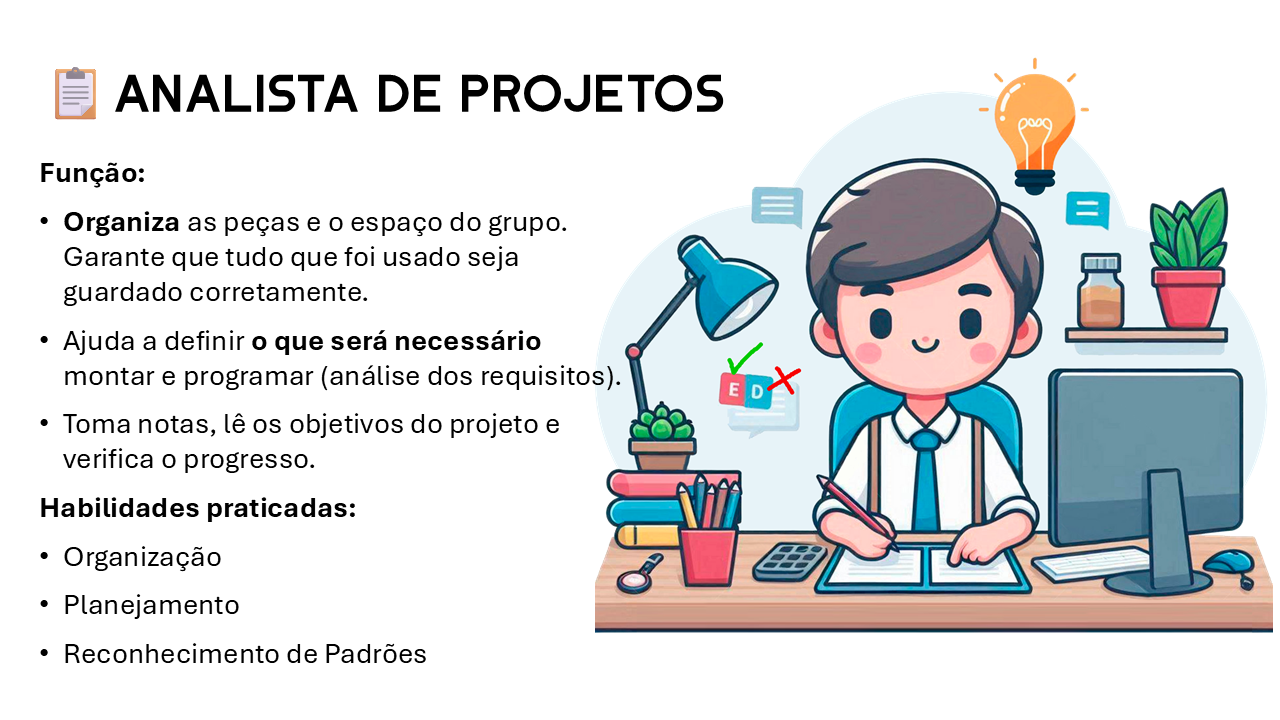 ANALISTA DE PROJETOS
Função:
• Organiza as peças e o espaço do grupo.
Garante que tudo que foi usado seja
guardado corretamente.
• Ajuda a definir o que será necessário
montar e programar (análise dos requisitos).
• Toma notas, lê os objetivos do projeto e
verifica o progresso.
Habilidades praticadas:
• Organização
• Planejamento
• Reconhecimento de Padrões
E D